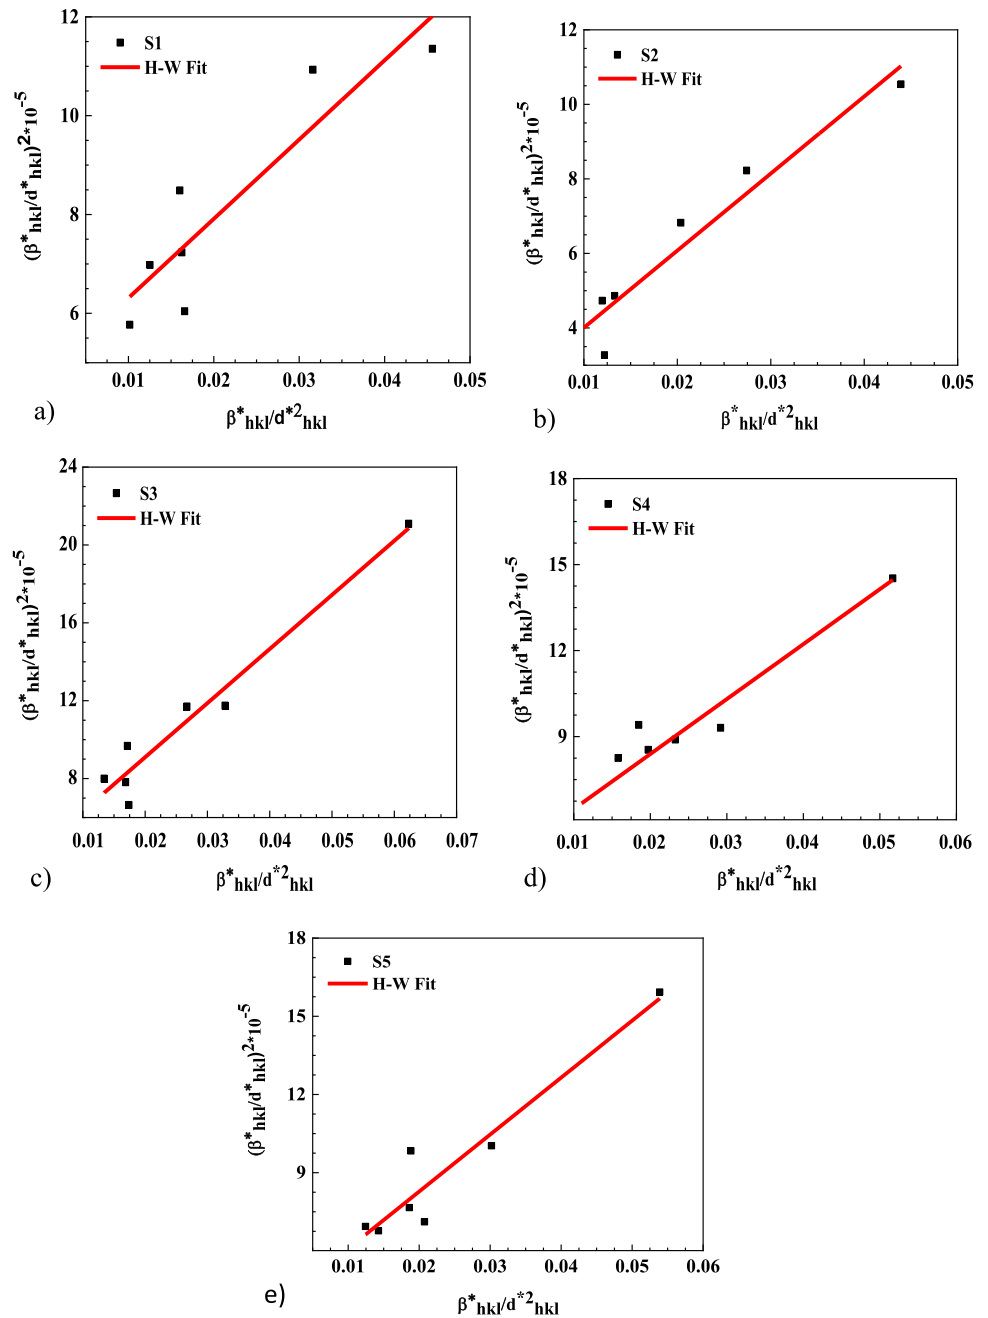 S1
H-W Fit
(β*hkl/d*hkl)²*10⁻⁵
12
10
8
6
0.01 0.02 0.03 0.04 0.05
β*hkl/d*²hkl
a)
S2
H-W Fit
(β*hkl/d*hkl)²*10⁻⁵
12
10
8
6
4
0.01 0.02 0.03 0.04 0.05
β*hkl/d*²hkl
b)
S3
H-W Fit
(β*hkl/d*hkl)²*10⁻⁵
24
20
16
12
8
0.01 0.02 0.03 0.04 0.05 0.06 0.07
β*hkl/d*²hkl
c)
S4
H-W Fit
(β*hkl/d*hkl)²*10⁻⁵
18
15
12
9
0.01 0.02 0.03 0.04 0.05 0.06
β*hkl/d*²hkl
d)
S5
H-W Fit
(β*hkl/d*hkl)²*10⁻⁵
18
15
12
9
0.01 0.02 0.03 0.04 0.05 0.06
β*hkl/d*²hkl
e)